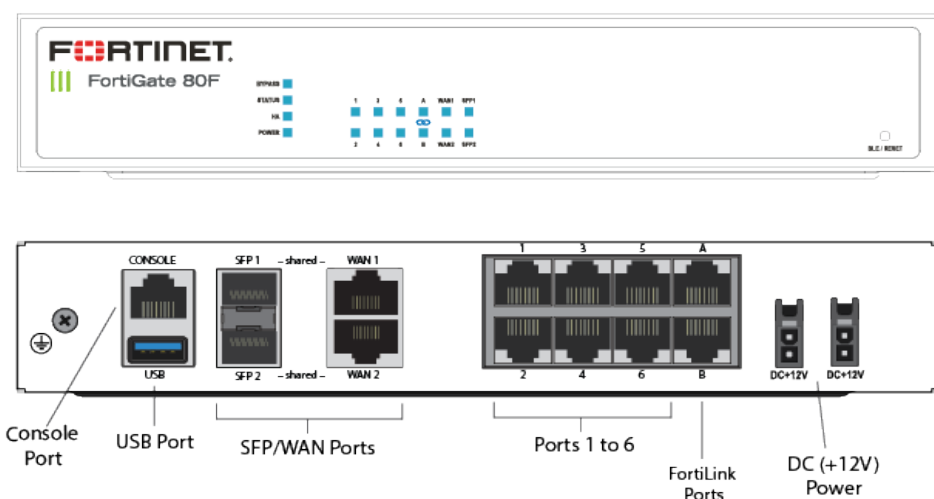 FORTINET.
FortiGate 80F
BYPASS
STATUS
HA
POWER
1 3 5 A WAN1 SFP1
2 4 6 B WAN2 SFP2
BLE / RESET
CONSOLE SFP 1 – shared – WAN 1 1 3 5 A
USB SFP 2 – shared – WAN 2 2 4 6 B DC+12V DC+12V
Console
Port
USB Port
SFP/WAN Ports
Ports 1 to 6
FortiLink
Ports
DC (+12V)
Power